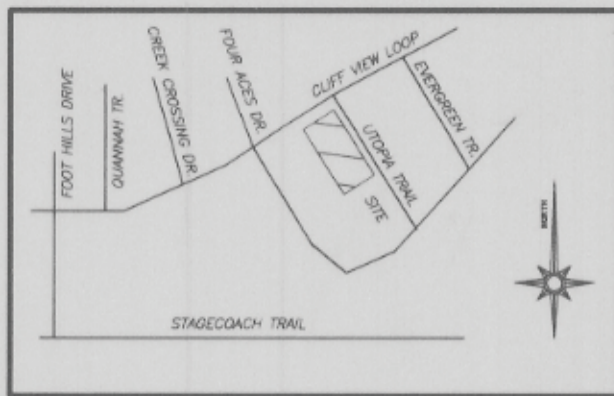 FOOT HILLS DRIVE
QUANNAH TR.
CREEK CROSSING DR.
FOUR ACES DR.
CLIFF VIEW LOOP
EVERGREEN TR.
UTOPIA TRAIL
SITE
NORTH
STAGECOACH TRAIL